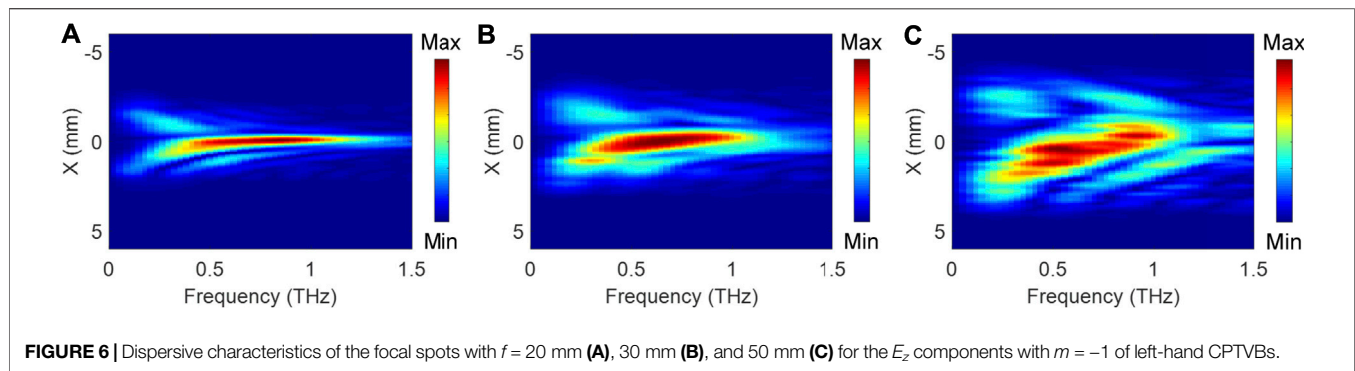 A
B
C
Max
Max
Max
-5
0
5
X (mm)
Min
0 0.5 1 1.5
Frequency (THz)
-5
0
5
X (mm)
Min
0 0.5 1 1.5
Frequency (THz)
-5
0
5
X (mm)
Min
0 0.5 1 1.5
Frequency (THz)
FIGURE 6 | Dispersive characteristics of the focal spots with f = 20 mm (A), 30 mm (B), and 50 mm (C) for the Ez components with m = −1 of left-hand CPTVBs.